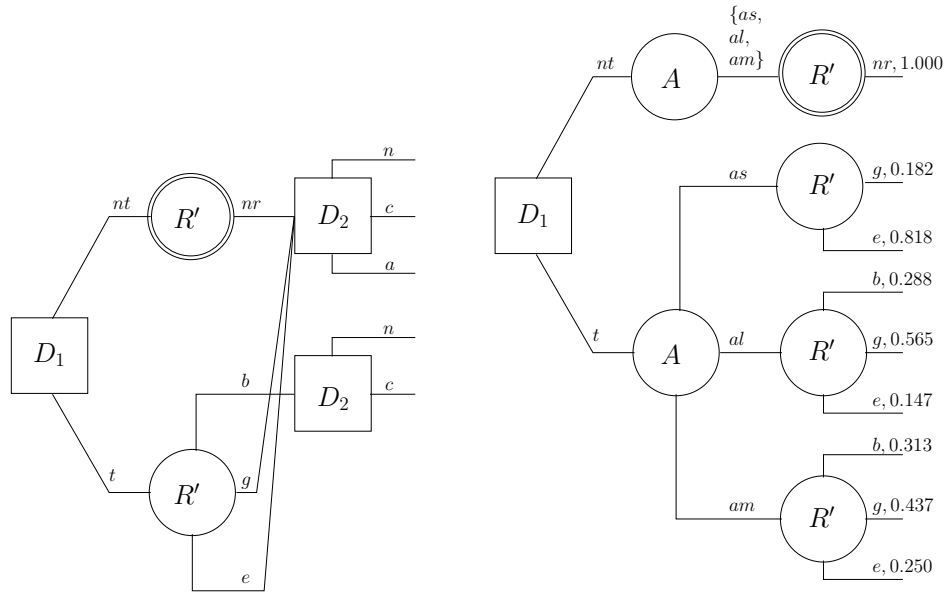 nt
R′
nr
D₁
t
b
R′
g
e
n
D₂
c
a
n
D₂
c
{as,
al,
am}
nt
A
R′
nr, 1.000
D₁
as
R′
g, 0.182
e, 0.818
t
A
al
b, 0.288
R′
g, 0.565
e, 0.147
am
b, 0.313
R′
g, 0.437
e, 0.250